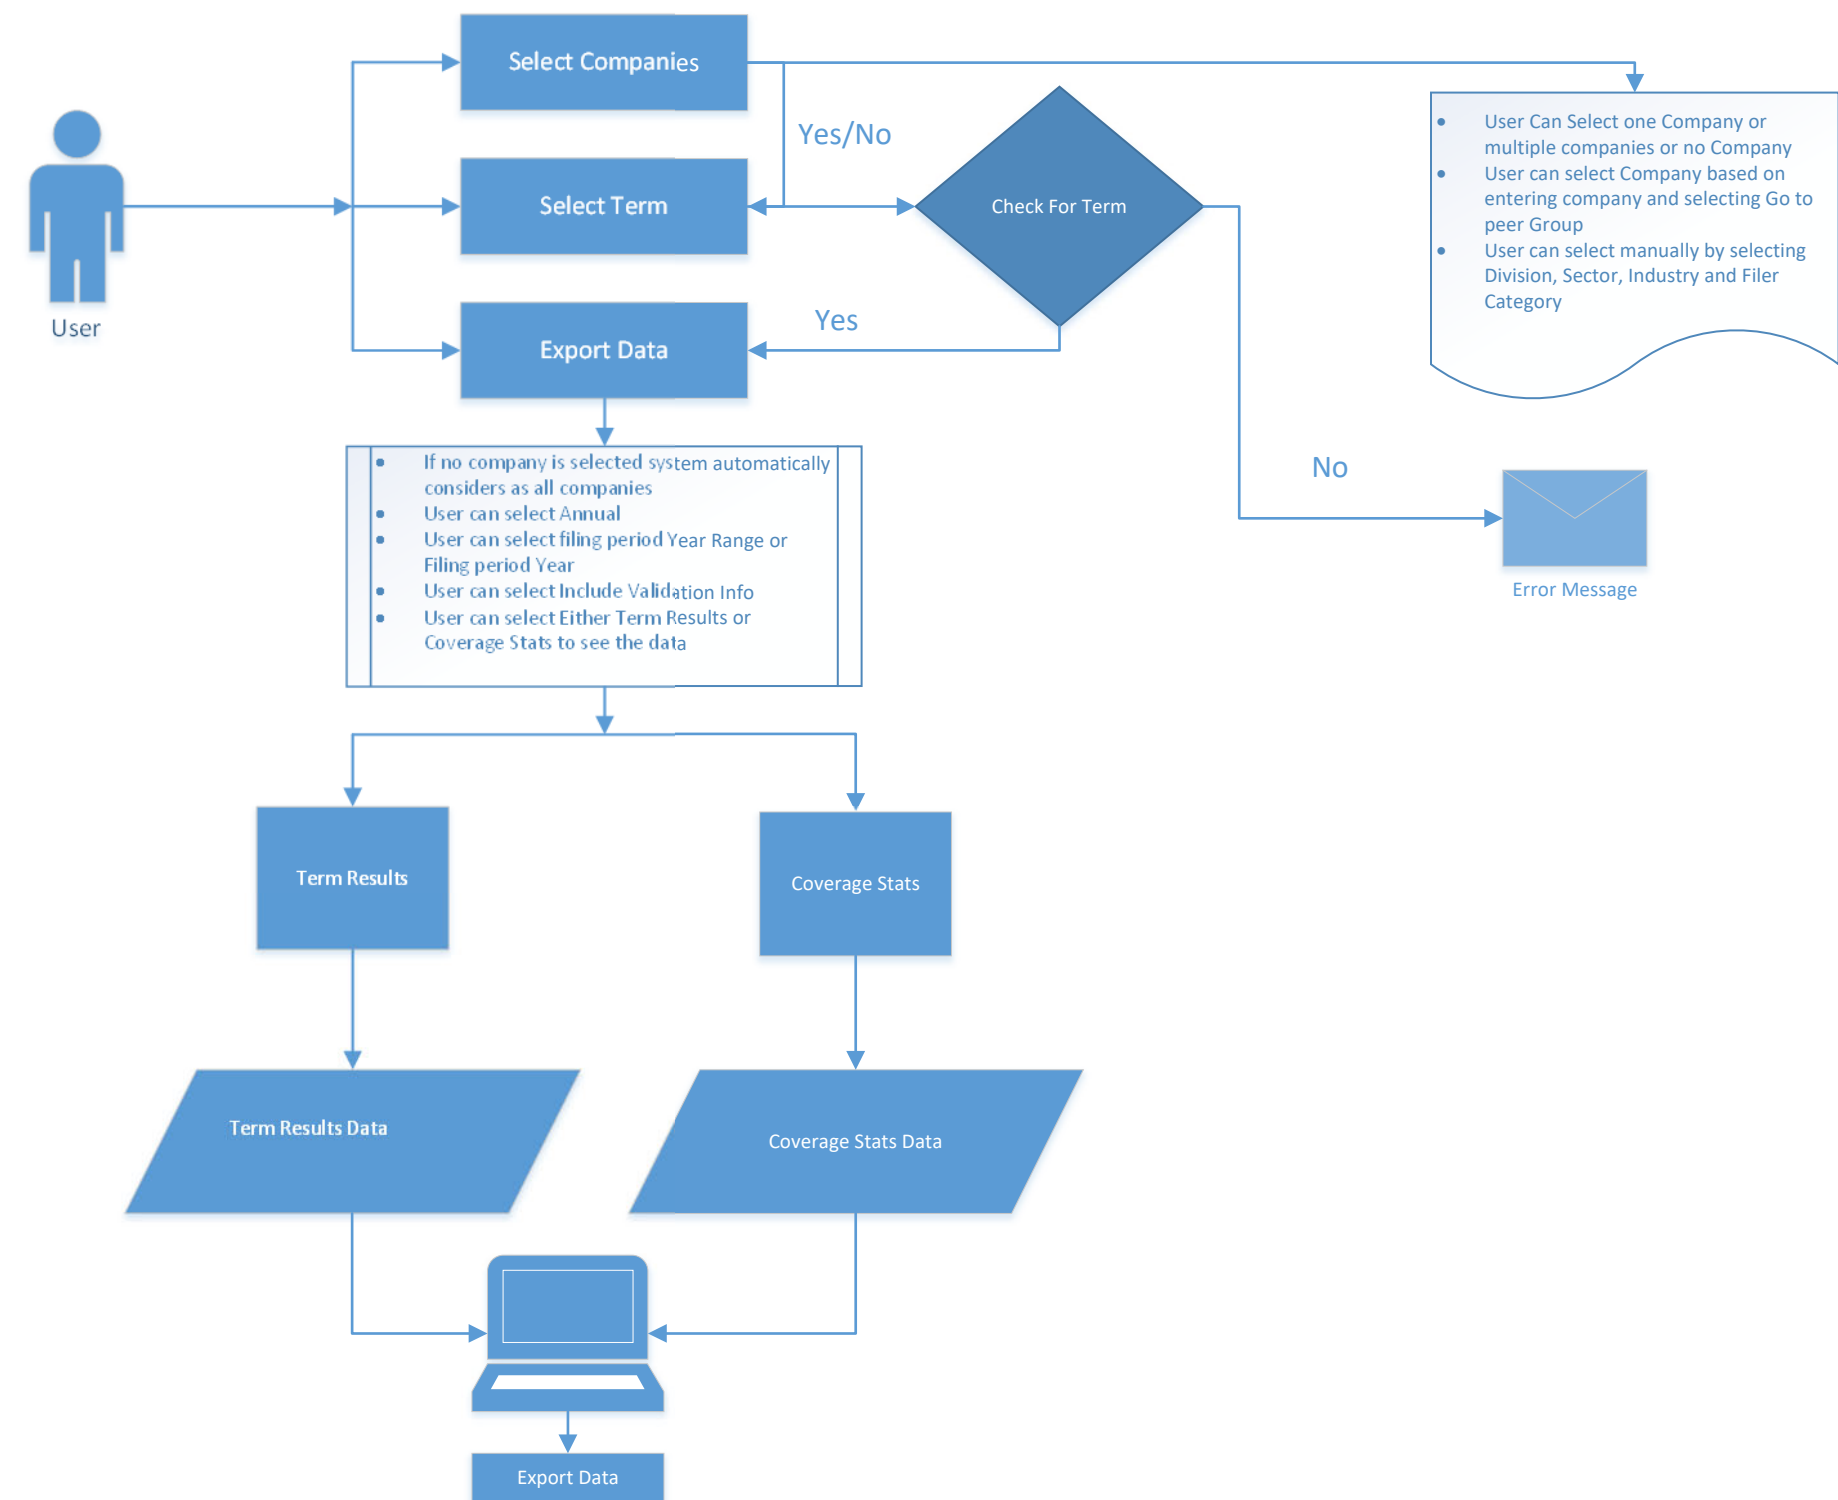 Select Companies
Yes/No
Select Term
Check For Term
User
Yes
Export Data
• User Can Select one Company or
multiple companies or no Company
• User can select Company based on
entering company and selecting Go to
peer Group
• User can select manually by selecting
Division, Sector, Industry and Filer
Category
No
Error Message
• If no company is selected system automatically
considers as all companies
• User can select Annual
• User can select filing period Year Range or
Filing period Year
• User can select Include Validation Info
• User can select Either Term Results or
Coverage Stats to see the data
Term Results
Coverage Stats
Term Results Data
Coverage Stats Data
Export Data